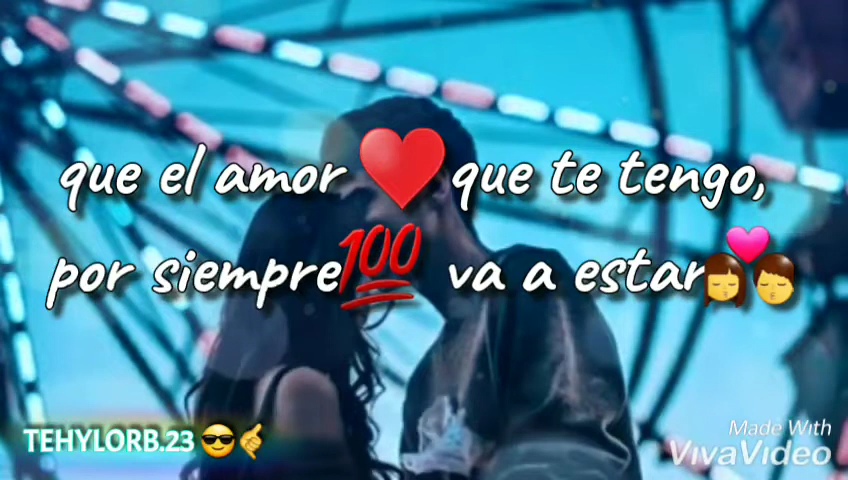 que el amor ❤️ que te tengo,
por siempre💯 va a estar💏
TEHYLORB.23 😎🤙
Made With
VivaVideo